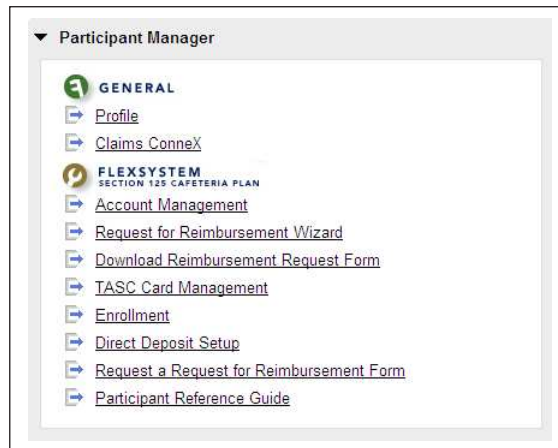 Participant Manager
GENERAL
Profile
Claims ConneX
FLEXSYSTEM
SECTION 125 CAFETERIA PLAN
Account Management
Request for Reimbursement Wizard
Download Reimbursement Request Form
TASC Card Management
Enrollment
Direct Deposit Setup
Request a Request for Reimbursement Form
Participant Reference Guide